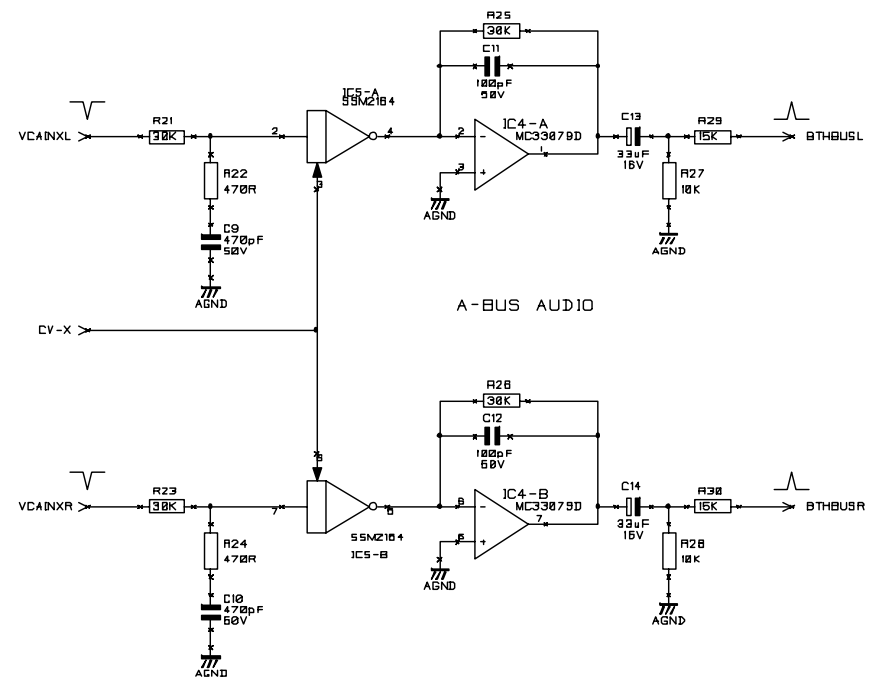 R25
30K
C11
100pF
50V
IC5-A
SSM2164
R21
30K
VCAINXL
2
4
2
IC4-A
MC33079D
1
3
3
C13
33uF
16V
R29
15K
BTHBUSL
R22
470R
R27
10K
AGND
C9
470pF
50V
AGND
AGND
A-BUS AUDIO
CV-X
R26
30K
C12
100pF
50V
5
R23
30K
VCAINXR
7
6
IC4-B
MC33079D
7
C14
33uF
16V
R30
15K
BTHBUSR
R24
470R
SSM2164
IC5-B
R28
10K
AGND
C10
470pF
50V
AGND
AGND